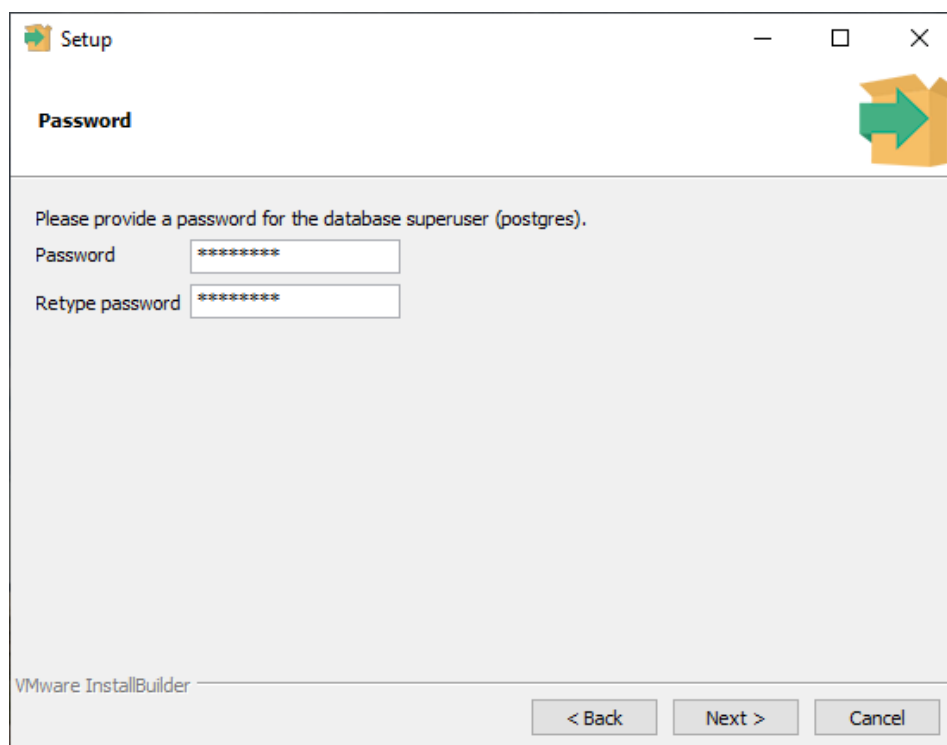 Setup
Password
Please provide a password for the database superuser (postgres).
Password ********
Retype password ********
VMware InstallBuilder
< Back Next > Cancel